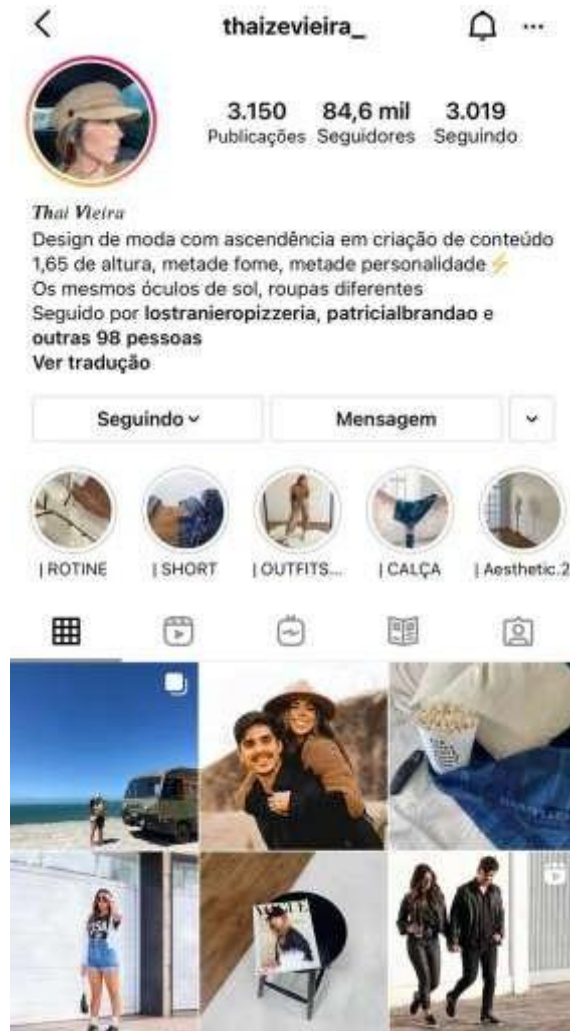 thaizevieira_
3.150 84,6 mil 3.019
Publicações Seguidores Seguindo
Thai Vieira
Design de moda com ascendência em criação de conteúdo
1,65 de altura, metade fome, metade personalidade⚡
Os mesmos óculos de sol, roupas diferentes
Seguido por lostranieropizzeria, patricialbrandao e
outras 98 pessoas
Ver tradução
Seguindo Mensagem
| ROTINE | SHORT | OUTFITS... | CALÇA | Aesthetic.2
USA
VOGUE